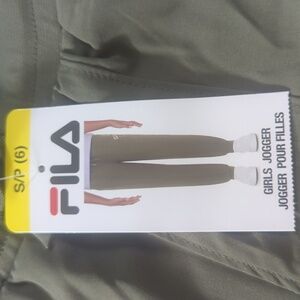 S/P (6)
FILA
GIRLS JOGGER
JOGGER POUR FILLES